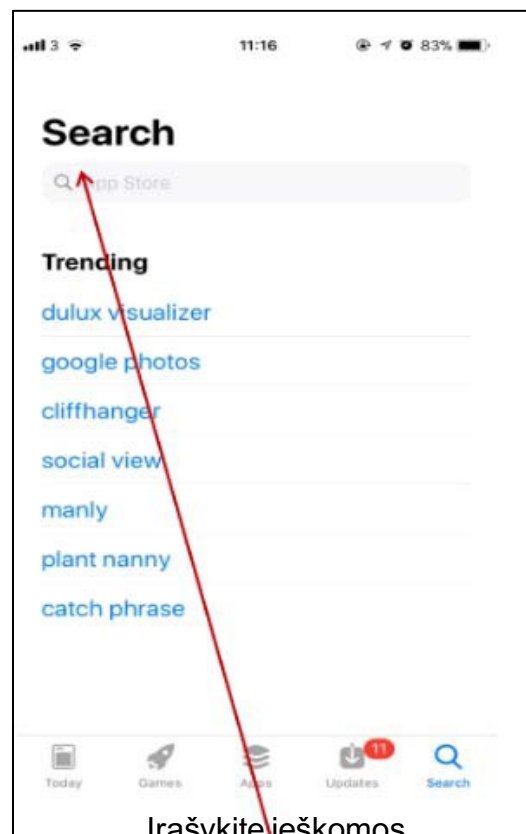 3
11:16
83%
Search
App Store
Trending
dulux visualizer
google photos
cliffhanger
social view
manly
plant nanny
catch phrase
11
Today Games Apps Updates Search
Įrašykite ieškomos